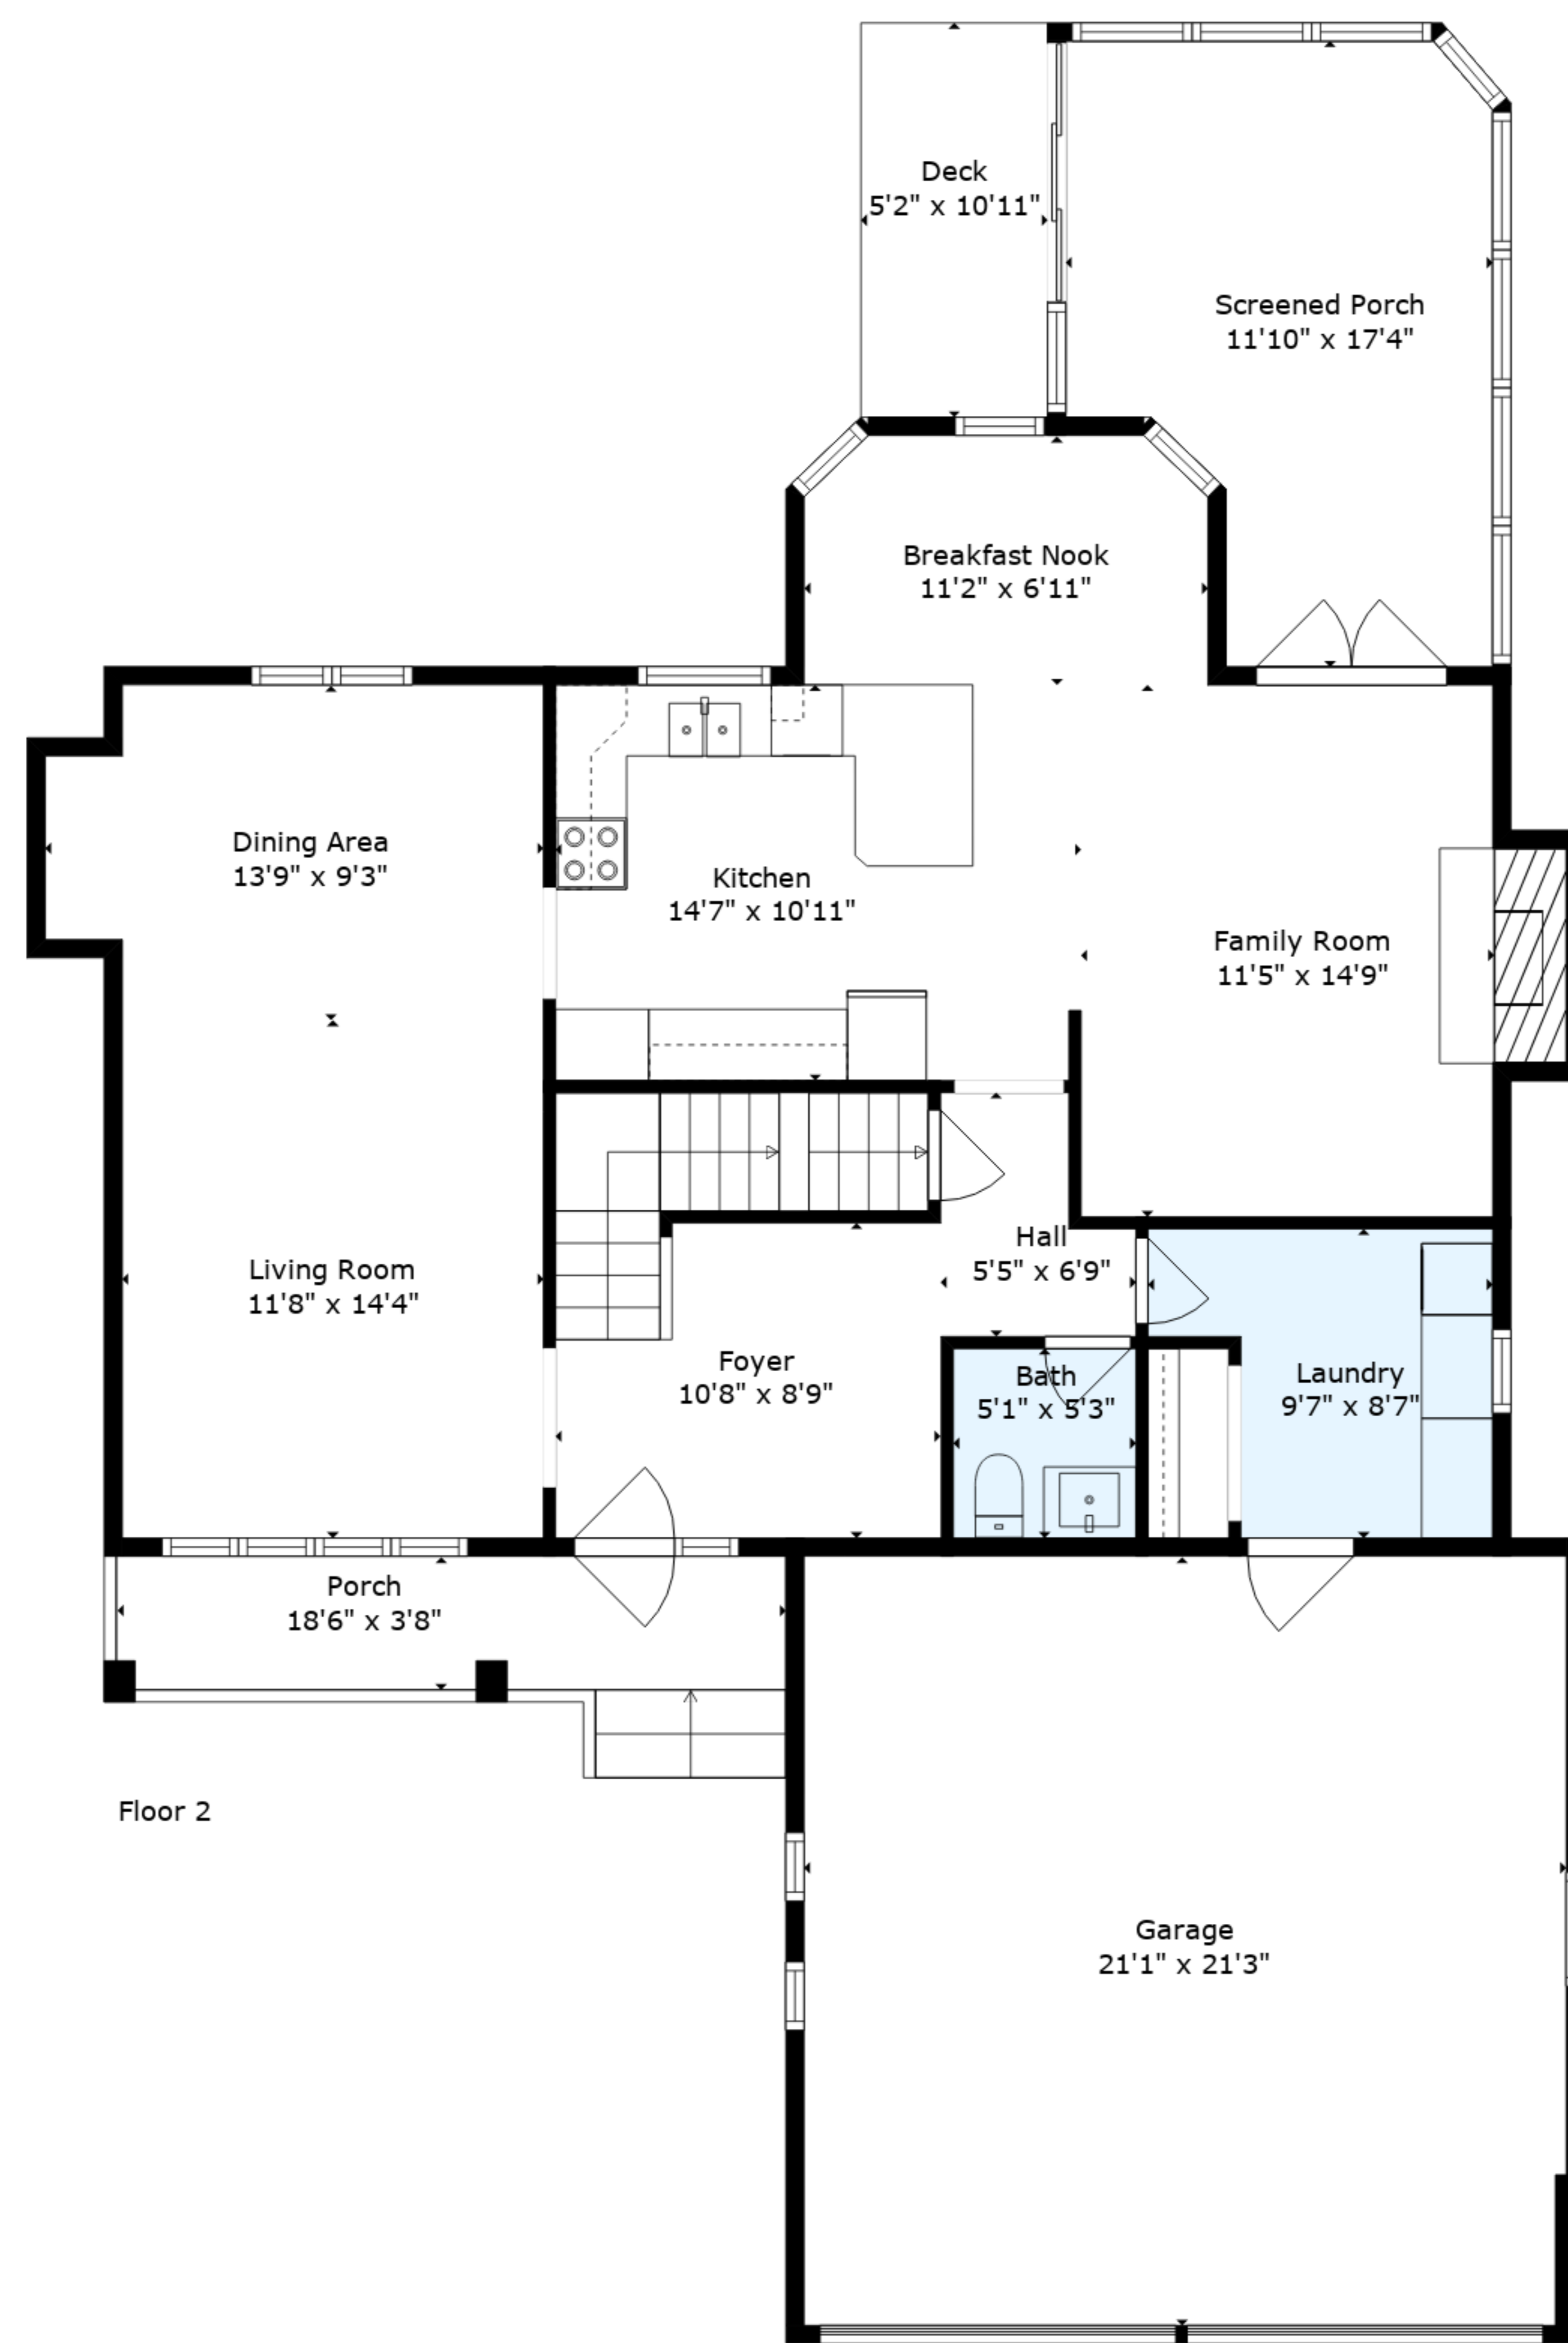 Deck
5'2" x 10'11"
Screened Porch
11'10" x 17'4"
Breakfast Nook
11'2" x 6'11"
Dining Area
13'9" x 9'3"
Kitchen
14'7" x 10'11"
Family Room
11'5" x 14'9"
Living Room
11'8" x 14'4"
Hall
5'5" x 6'9"
Foyer
10'8" x 8'9"
Bath
5'1" x 5'3"
Laundry
9'7" x 8'7"
Porch
18'6" x 3'8"
Floor 2
Garage
21'1" x 21'3"